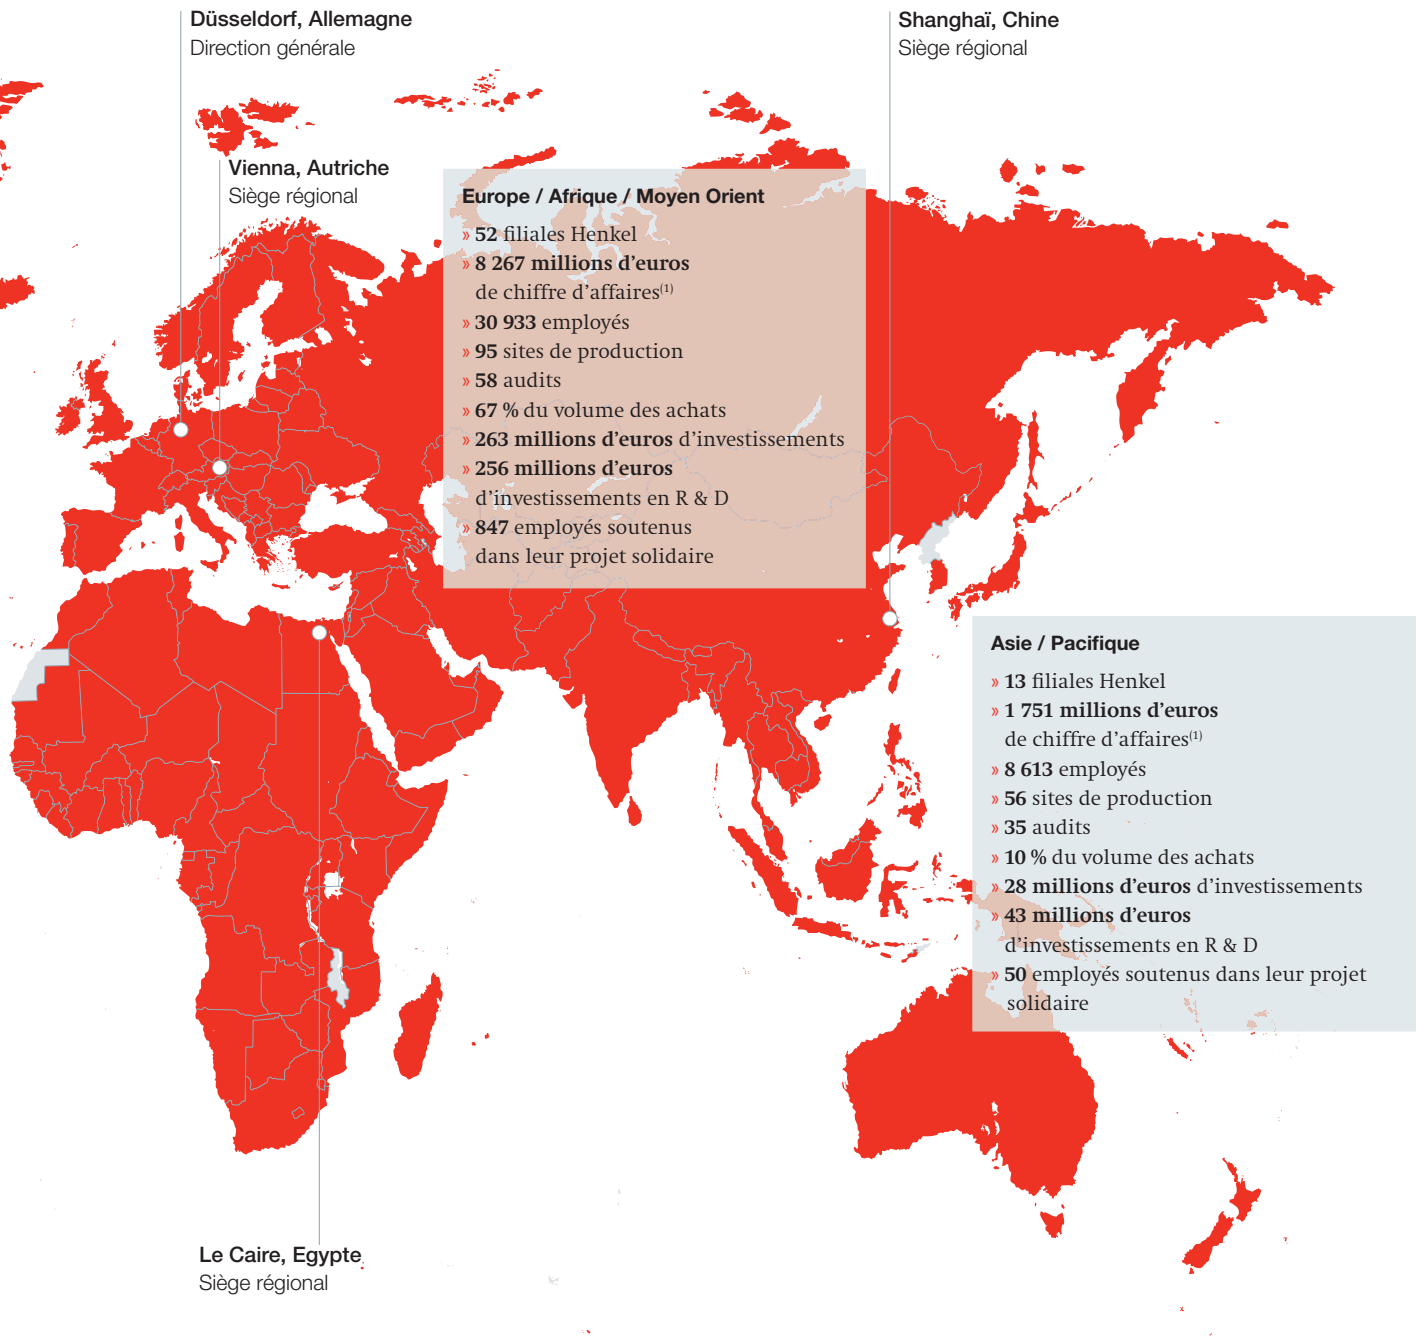 Düsseldorf, Allemagne
Direction générale
Shanghaï, Chine
Siège régional
Vienna, Autriche
Siège régional
Europe / Afrique / Moyen Orient
» 52 filiales Henkel
» 8 267 millions d’euros
de chiffre d’affaires(1)
» 30 933 employés
» 95 sites de production
» 58 audits
» 67 % du volume des achats
» 263 millions d’euros d’investissements
» 256 millions d’euros
d’investissements en R & D
» 847 employés soutenus
dans leur projet solidaire
Asie / Pacifique
» 13 filiales Henkel
» 1 751 millions d’euros
de chiffre d’affaires(1)
» 8 613 employés
» 56 sites de production
» 35 audits
» 10 % du volume des achats
» 28 millions d’euros d’investissements
» 43 millions d’euros
d’investissements en R & D
» 50 employés soutenus dans leur projet
solidaire
Le Caire, Egypte
Siège régional